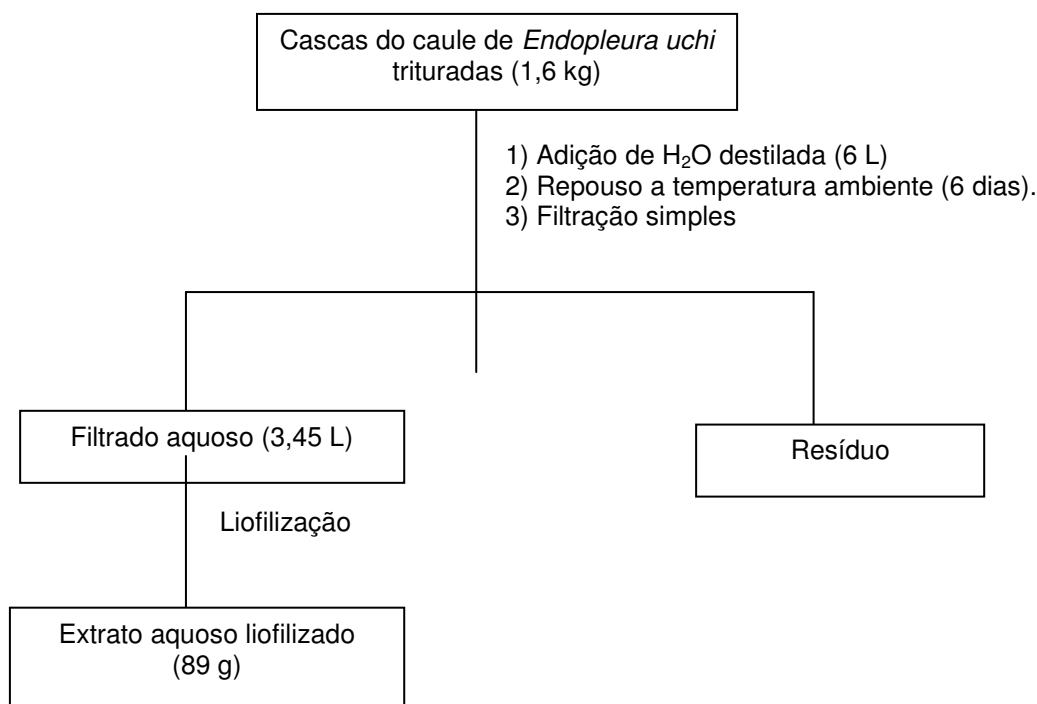 Cascas do caule de Endopleura uchi
trituradas (1,6 kg)
1) Adição de H₂O destilada (6 L)
2) Repouso a temperatura ambiente (6 dias).
3) Filtração simples
Filtrado aquoso (3,45 L)
Resíduo
Liofilização
Extrato aquoso liofilizado
(89 g)